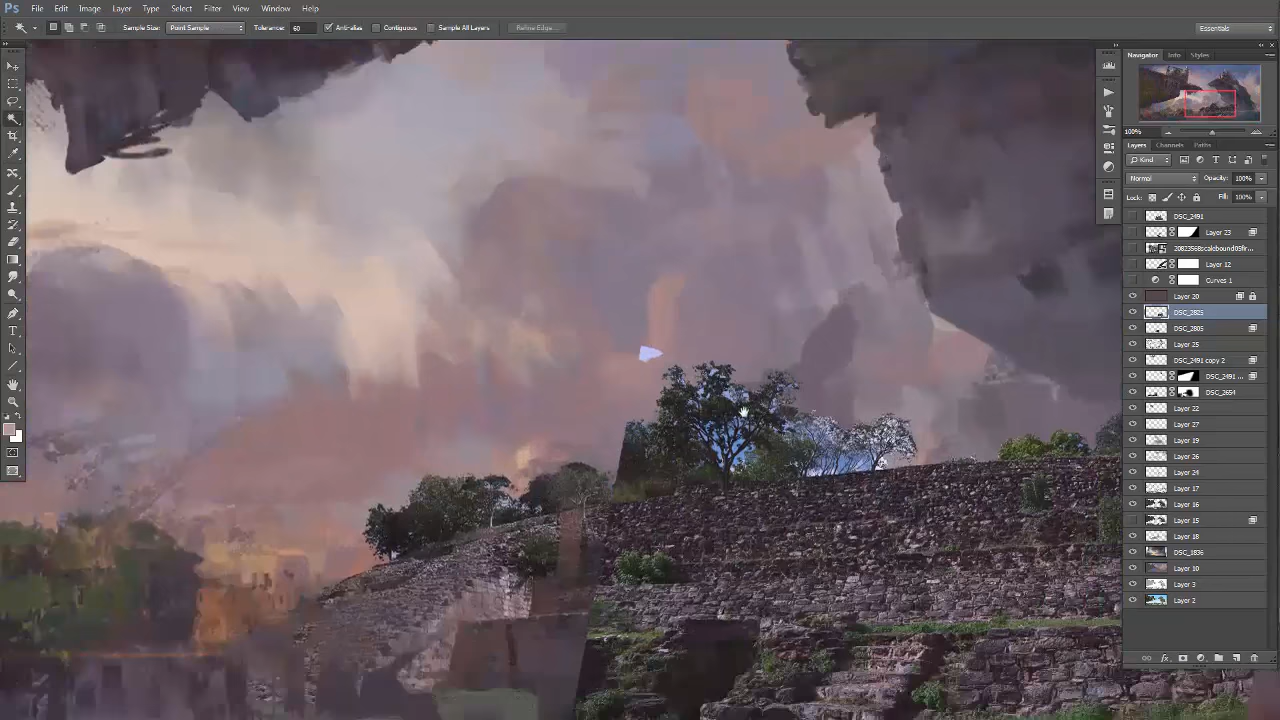 Ps File Edit Image Layer Type Select Filter View Window Help
Sample Size: Point Sample Tolerance: 60 Anti-alias Contiguous Sample All Layers Refine Edge... Essentials
Navigator Info Styles
100%
Layers Channels Paths
Kind
Normal Opacity: 100%
Lock: Fill: 100%
DSC_2491
Layer 23
Layer 12
Curves 1
Layer 20
DSC_2825
DSC_2805
Layer 25
DSC_2491 copy 2
DSC_2491 ...
DSC_2654
Layer 22
Layer 27
Layer 19
Layer 26
Layer 24
Layer 17
Layer 16
Layer 15
Layer 18
DSC_1836
Layer 10
Layer 3
Layer 2
fx